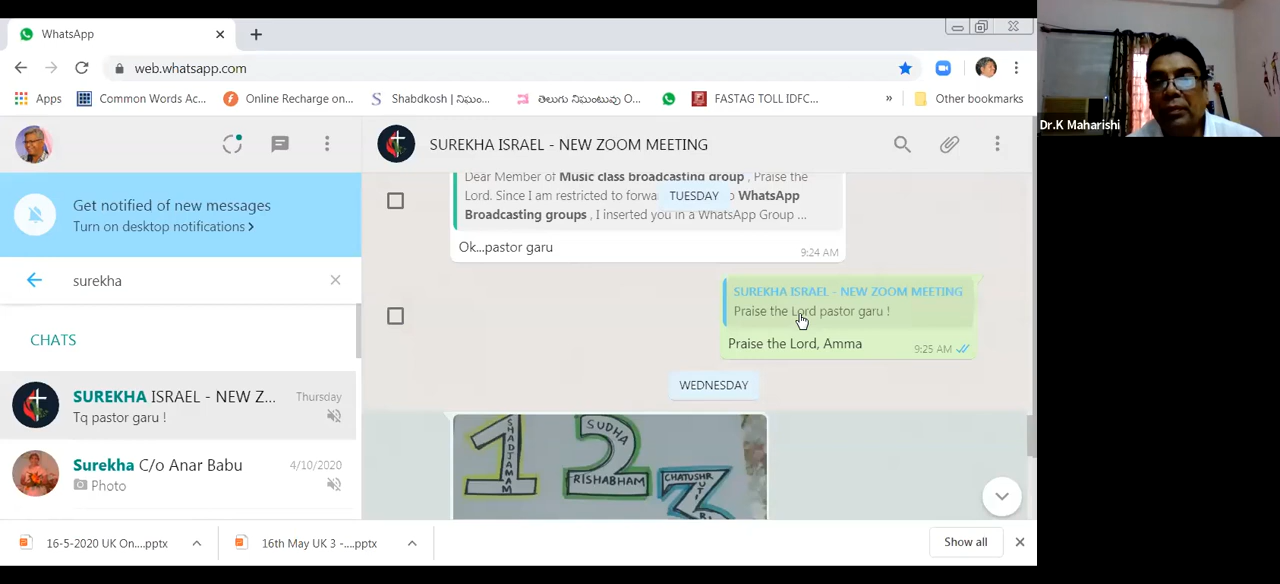 WhatsApp
web.whatsapp.com
Apps
Common Words Ac...
Online Recharge on...
Shabdkosh | నిఘం...
తెలుగు నిఘంటువు O...
FASTAG TOLL IDFC...
»
Other bookmarks
Dr.K Maharishi
SUREKHA ISRAEL - NEW ZOOM MEETING
Get notified of new messages
Turn on desktop notifications >
surekha
CHATS
SUREKHA ISRAEL - NEW Z...
Thursday
Tq pastor garu !
Surekha C/o Anar Babu
4/10/2020
Photo
Dear Member of Music class broadcasting group , Praise the
Lord. Since I am restricted to forwa
o WhatsApp
TUESDAY
Broadcasting groups , I inserted you in a WhatsApp Group ...
Ok...pastor garu
9:24 AM
SUREKHA ISRAEL - NEW ZOOM MEETING
Praise the Lord pastor garu !
Praise the Lord, Amma
9:25 AM
WEDNESDAY
1 SHADJAMAM
SUDHA
2
RISHABHAM
CHATUSHR
3
16-5-2020 UK On....pptx
16th May UK 3 -....pptx
Show all